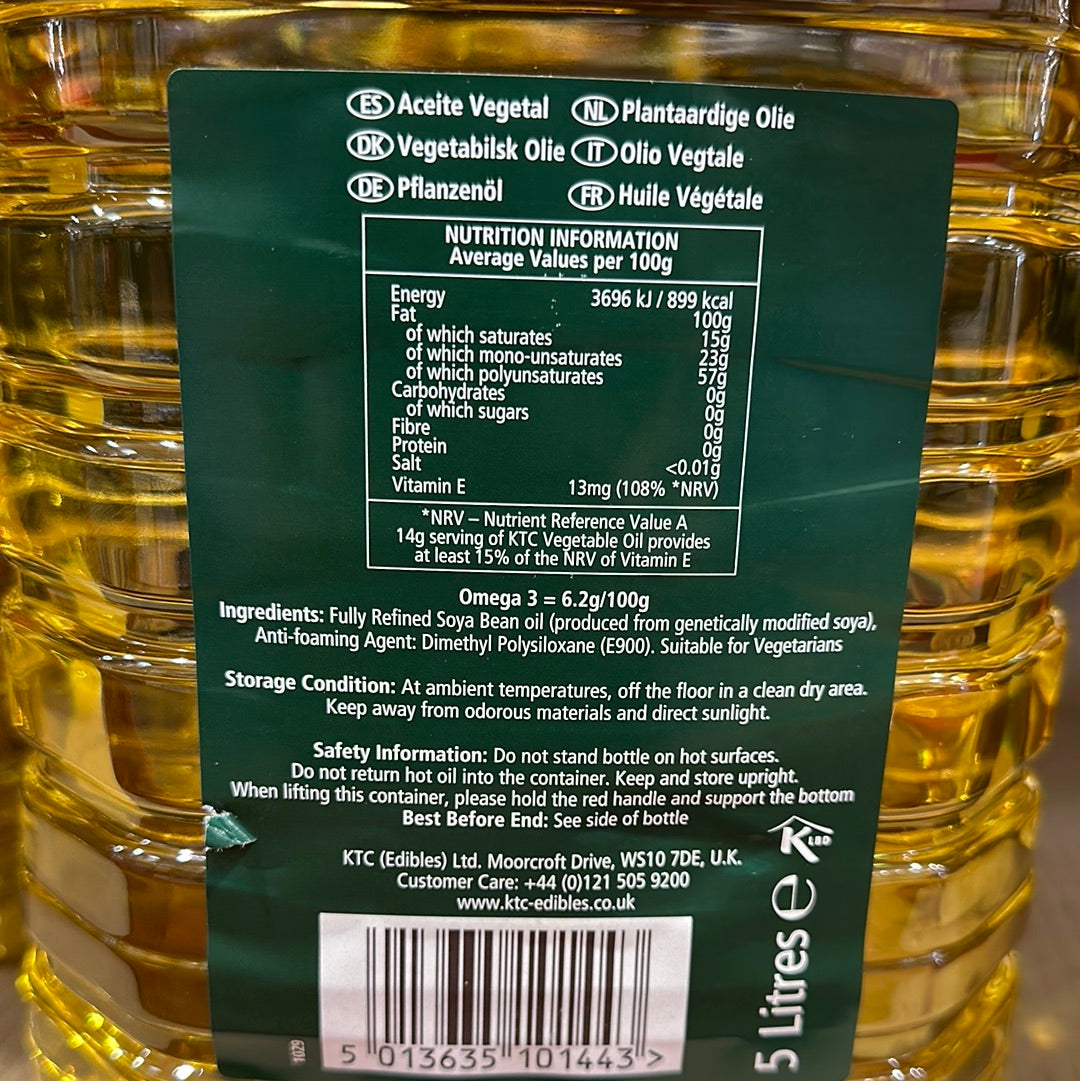 ES Aceite Vegetal NL Plantaardige Olie
DK Vegetabilsk Olie IT Olio Vegtale
DE Pflanzenöl FR Huile Végétale
NUTRITION INFORMATION
Average Values per 100g
Energy 3696 kJ / 899 kcal
Fat 100g
of which saturates 15g
of which mono-unsaturates 23g
of which polyunsaturates 57g
Carbohydrates 0g
of which sugars 0g
Fibre 0g
Protein 0g
Salt <0.01g
Vitamin E 13mg (108% *NRV)
*NRV – Nutrient Reference Value A
14g serving of KTC Vegetable Oil provides
at least 15% of the NRV of Vitamin E
Omega 3 = 6.2g/100g
Ingredients: Fully Refined Soya Bean oil (produced from genetically modified soya),
Anti-foaming Agent: Dimethyl Polysiloxane (E900). Suitable for Vegetarians
Storage Condition: At ambient temperatures, off the floor in a clean dry area.
Keep away from odorous materials and direct sunlight.
Safety Information: Do not stand bottle on hot surfaces.
Do not return hot oil into the container. Keep and store upright.
When lifting this container, please hold the red handle and support the bottom
Best Before End: See side of bottle
KTC (Edibles) Ltd. Moorcroft Drive, WS10 7DE, U.K.
Customer Care: +44 (0)121 505 9200
www.ktc-edibles.co.uk
K LBD
5 Litres e
1029
5 013635 101443 >